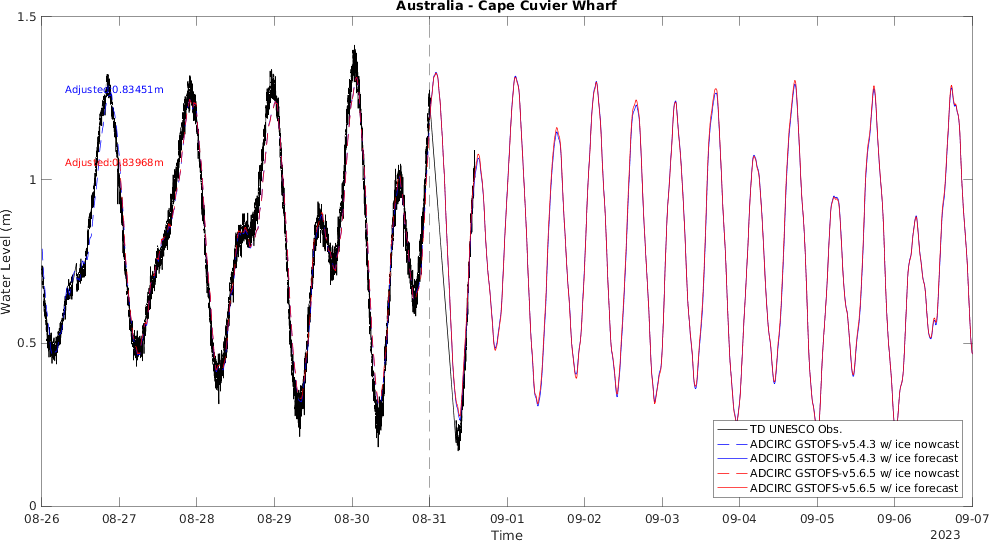 Australia - Cape Cuvier Wharf
1.5
Adjusted:0.83451m
Adjusted:0.83968m
1
0.5
0
Water Level (m)
08-26 08-27 08-28 08-29 08-30 08-31 09-01 09-02 09-03 09-04 09-05 09-06 09-07
Time
2023
TD UNESCO Obs.
ADCIRC GSTOFS-v5.4.3 w/ ice nowcast
ADCIRC GSTOFS-v5.4.3 w/ ice forecast
ADCIRC GSTOFS-v5.6.5 w/ ice nowcast
ADCIRC GSTOFS-v5.6.5 w/ ice forecast